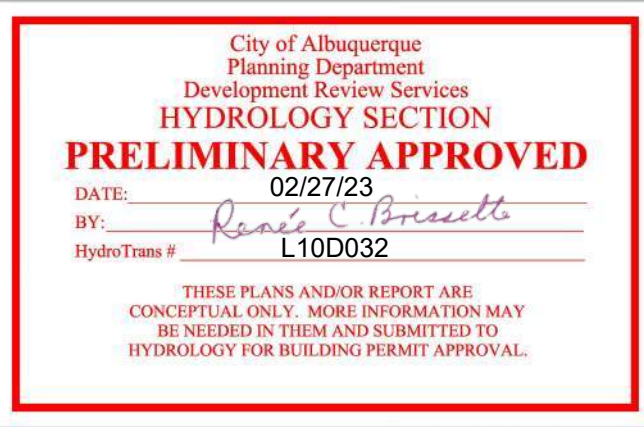 City of Albuquerque
Planning Department
Development Review Services
HYDROLOGY SECTION
PRELIMINARY APPROVED
DATE: 02/27/23
BY: Renée C. Brissette
HydroTrans # L10D032
THESE PLANS AND/OR REPORT ARE
CONCEPTUAL ONLY. MORE INFORMATION MAY
BE NEEDED IN THEM AND SUBMITTED TO
HYDROLOGY FOR BUILDING PERMIT APPROVAL.